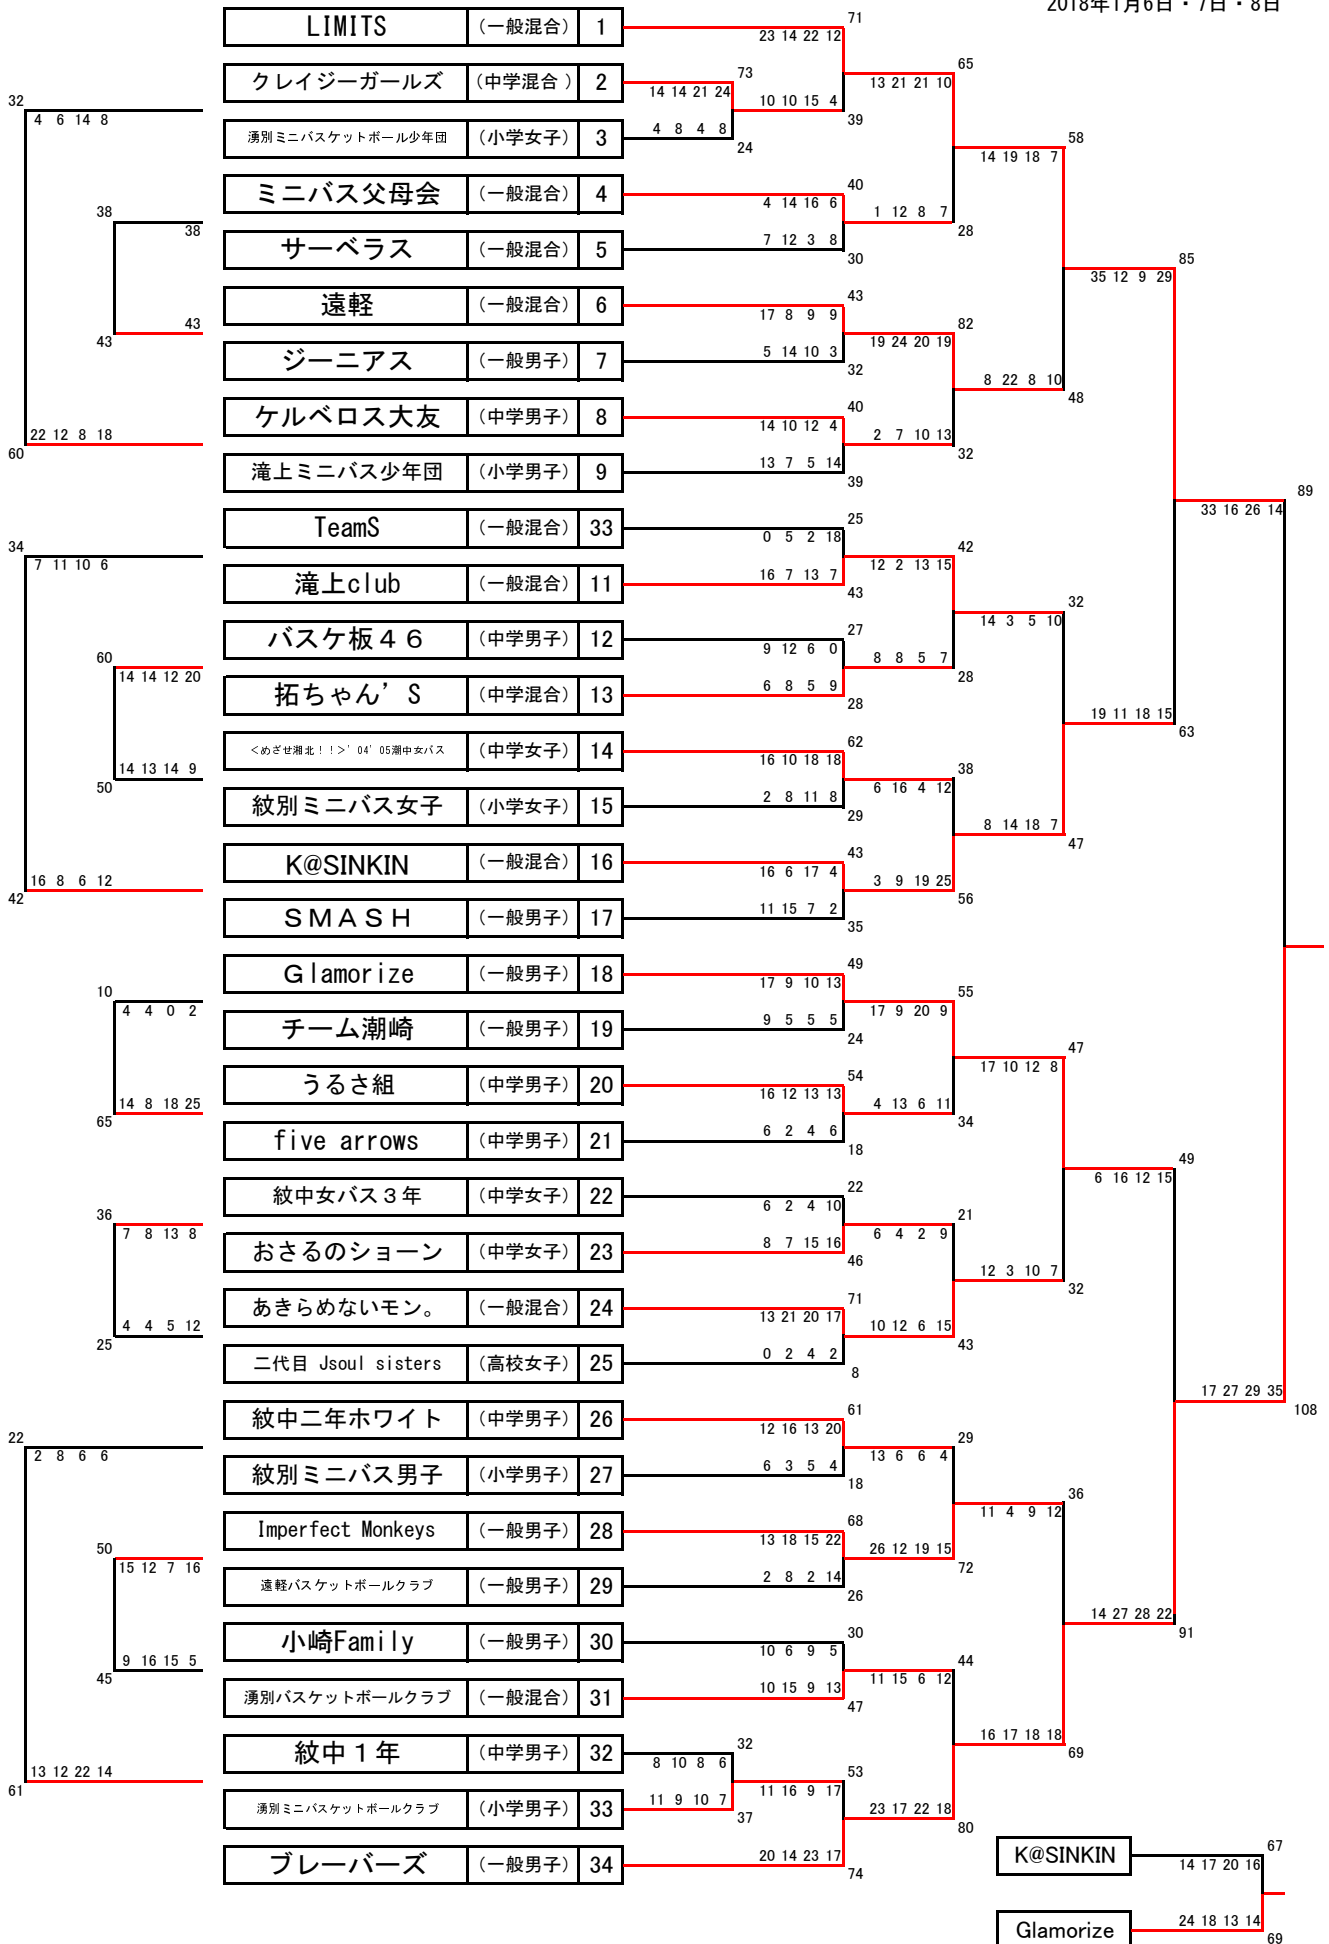 2018年1月6日・7日・8日
LIMITS （一般混合） 1
23 14 22 12
71
クレイジーガールズ （中学混合 ） 2
14 14 21 24
73
10 10 15 4
39
13 21 21 10
65
湧別ミニバスケットボール少年団 （小学女子） 3
4 8 4 8
24
32
4 6 14 8
14 19 18 7
58
ミニバス父母会 （一般混合） 4
4 14 16 6
40
1 12 8 7
28
38
38
サーベラス （一般混合） 5
7 12 3 8
30
35 12 9 29
85
遠軽 （一般混合） 6
17 8 9 9
43
43
43
19 24 20 19
82
ジーニアス （一般男子） 7
5 14 10 3
32
8 22 8 10
48
ケルベロス大友 （中学男子） 8
14 10 12 4
40
2 7 10 13
32
22 12 8 18
60
滝上ミニバス少年団 （小学男子） 9
13 7 5 14
39
33 16 26 14
89
TeamS （一般混合） 33
0 5 2 18
25
34
7 11 10 6
12 2 13 15
42
滝上club （一般混合） 11
16 7 13 7
43
14 3 5 10
32
バスケ板４６ （中学男子） 12
9 12 6 0
27
60
14 14 12 20
8 8 5 7
28
拓ちゃん’S （中学混合） 13
6 8 5 9
28
19 11 18 15
63
＜めざせ湘北！！＞’04’05潮中女バス （中学女子） 14
16 10 18 18
62
14 13 14 9
50
6 16 4 12
38
紋別ミニバス女子 （小学女子） 15
2 8 11 8
29
8 14 18 7
47
K@SINKIN （一般混合） 16
16 6 17 4
43
16 8 6 12
42
3 9 19 25
56
ＳＭＡＳＨ （一般男子） 17
11 15 7 2
35
Glamorize （一般男子） 18
17 9 10 13
49
10
4 4 0 2
17 9 20 9
55
チーム潮崎 （一般男子） 19
9 5 5 5
24
17 10 12 8
47
うるさ組 （中学男子） 20
16 12 13 13
54
14 8 18 25
65
4 13 6 11
34
five arrows （中学男子） 21
6 2 4 6
18
6 16 12 15
49
紋中女バス３年 （中学女子） 22
6 2 4 10
22
36
7 8 13 8
6 4 2 9
21
おさるのショーン （中学女子） 23
8 7 15 16
46
12 3 10 7
32
あきらめないモン。 （一般混合） 24
13 21 20 17
71
4 4 5 12
25
10 12 6 15
43
二代目 Jsoul sisters （高校女子） 25
0 2 4 2
8
17 27 29 35
108
紋中二年ホワイト （中学男子） 26
12 16 13 20
61
22
2 8 6 6
13 6 6 4
29
紋別ミニバス男子 （小学男子） 27
6 3 5 4
18
11 4 9 12
36
Imperfect Monkeys （一般男子） 28
13 18 15 22
68
50
15 12 7 16
26 12 19 15
72
遠軽バスケットボールクラブ （一般男子） 29
2 8 2 14
26
14 27 28 22
91
小崎Family （一般男子） 30
10 6 9 5
30
9 16 15 5
45
11 15 6 12
44
湧別バスケットボールクラブ （一般混合） 31
10 15 9 13
47
16 17 18 18
69
紋中１年 （中学男子） 32
8 10 8 6
32
13 12 22 14
61
11 16 9 17
53
湧別ミニバスケットボールクラブ （小学男子） 33
11 9 10 7
37
23 17 22 18
80
ブレーバーズ （一般男子） 34
20 14 23 17
74
K@SINKIN
14 17 20 16
67
Glamorize
24 18 13 14
69